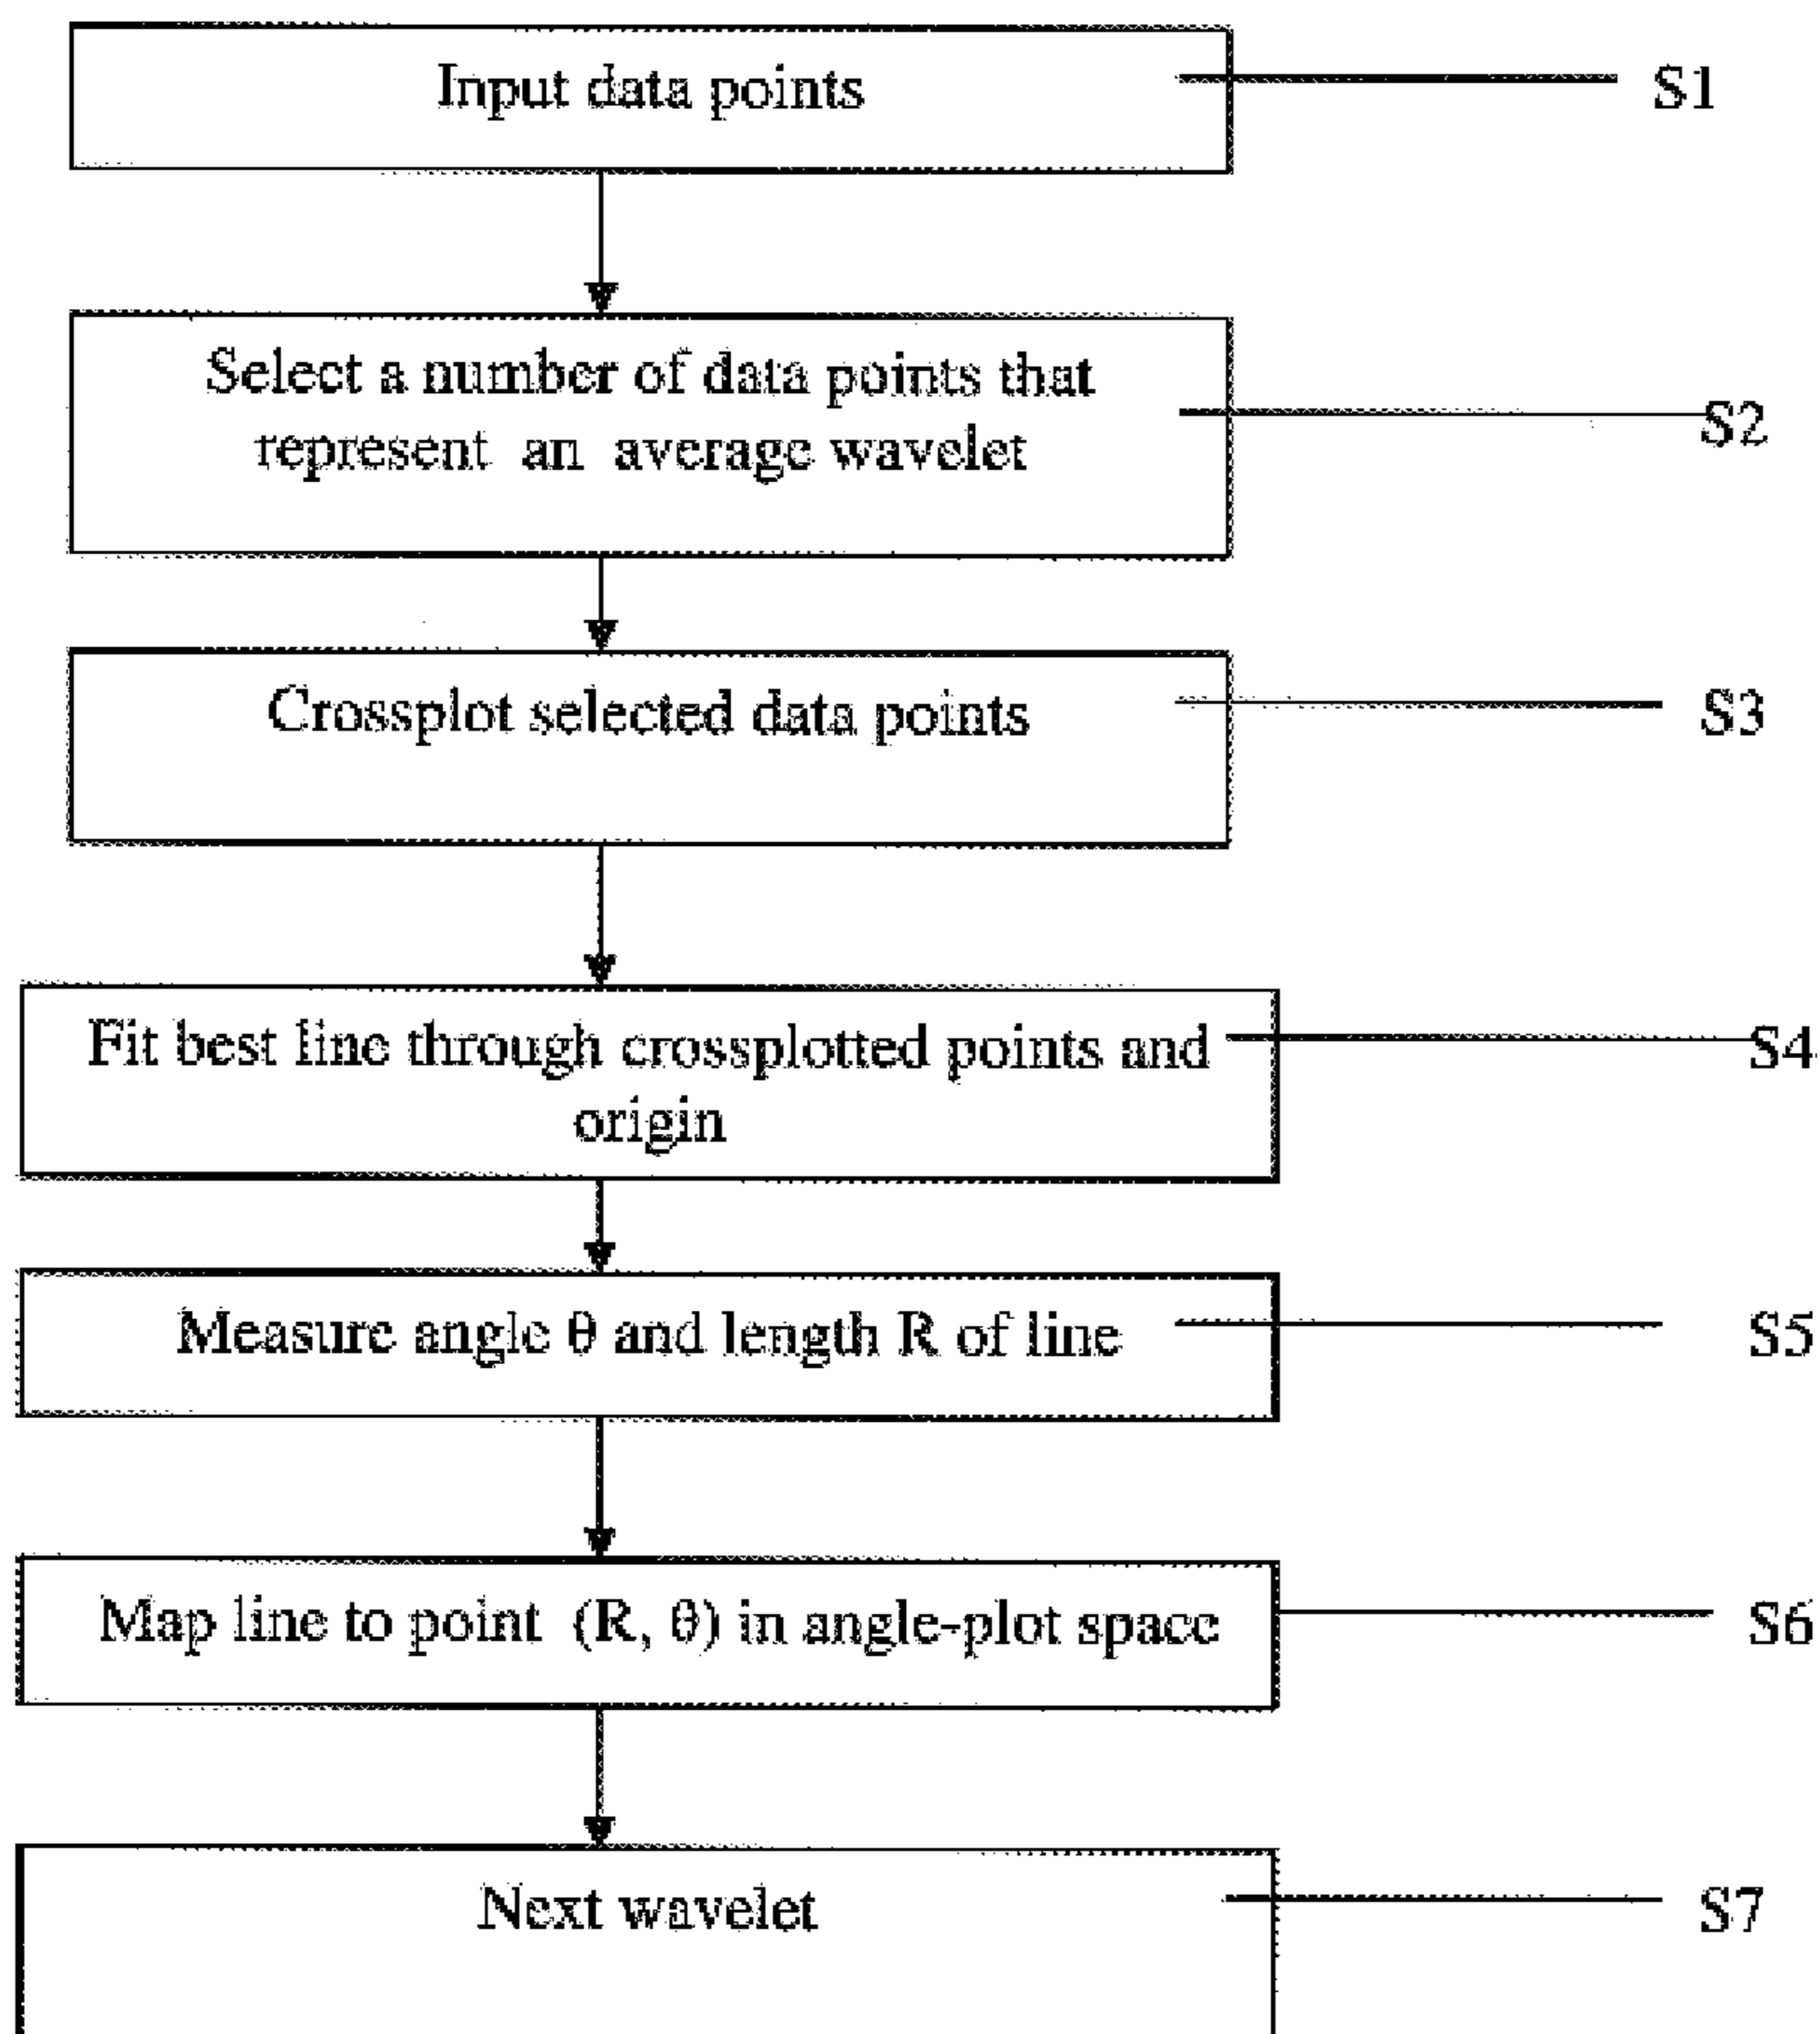 Input data points
S1
Select a number of data points that
represent an average wavelet
S2
Crossplot selected data points
S3
Fit best line through crossplotted points and
origin
S4
Measure angle θ and length R of line
S5
Map line to point (R, θ) in angle-plot space
S6
Next wavelet
S7